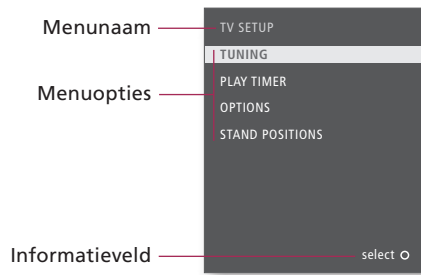 Menunaam
TV SETUP
TUNING
Menuopties
PLAY TIMER
OPTIONS
STAND POSITIONS
Informatieveld
select